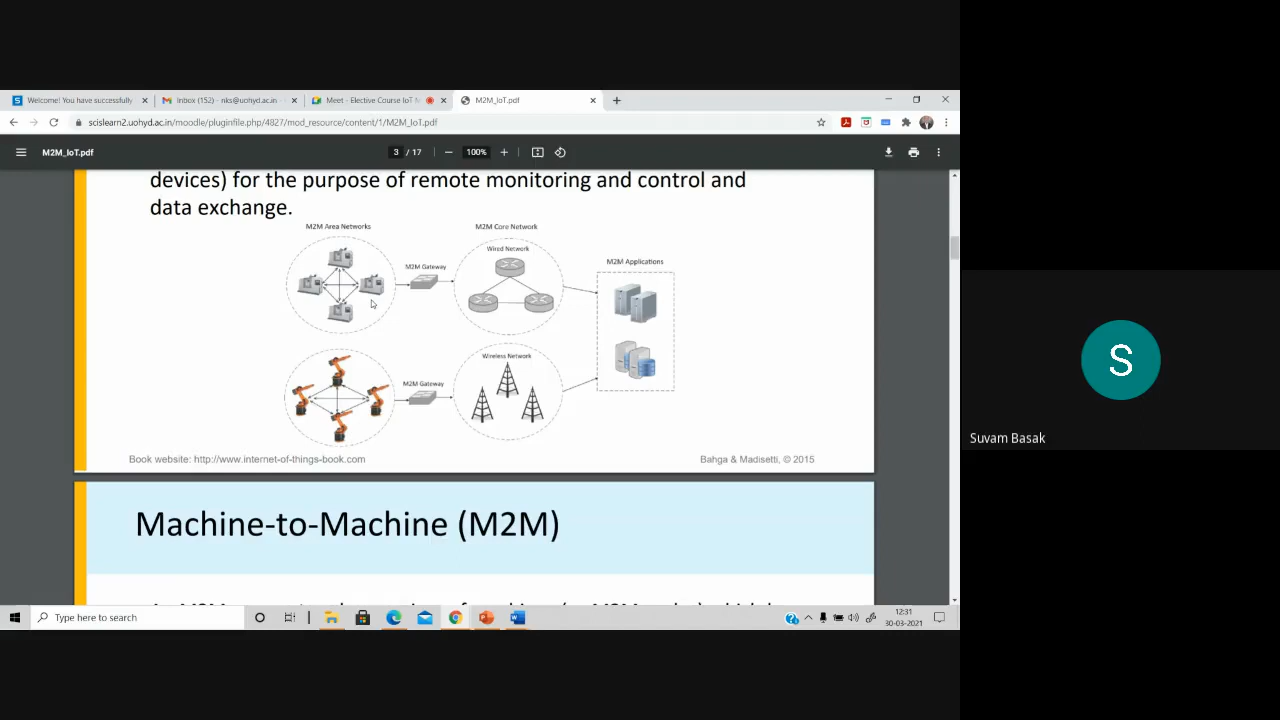 Welcome! You have successfully
Inbox (152) - nks@uohyd.ac.in -
Meet - Elective Course IoT M
M2M_IoT.pdf
scislearn2.uohyd.ac.in/moodle/pluginfile.php/4827/mod_resource/content/1/M2M_IoT.pdf
M2M_IoT.pdf
3 / 17
100%
devices) for the purpose of remote monitoring and control and
data exchange.
M2M Area Networks
M2M Core Network
Wired Network
M2M Gateway
M2M Applications
Wireless Network
M2M Gateway
Book website: http://www.internet-of-things-book.com
Bahga & Madisetti, © 2015
Machine-to-Machine (M2M)
Type here to search
12:31
30-03-2021
S
Suvam Basak